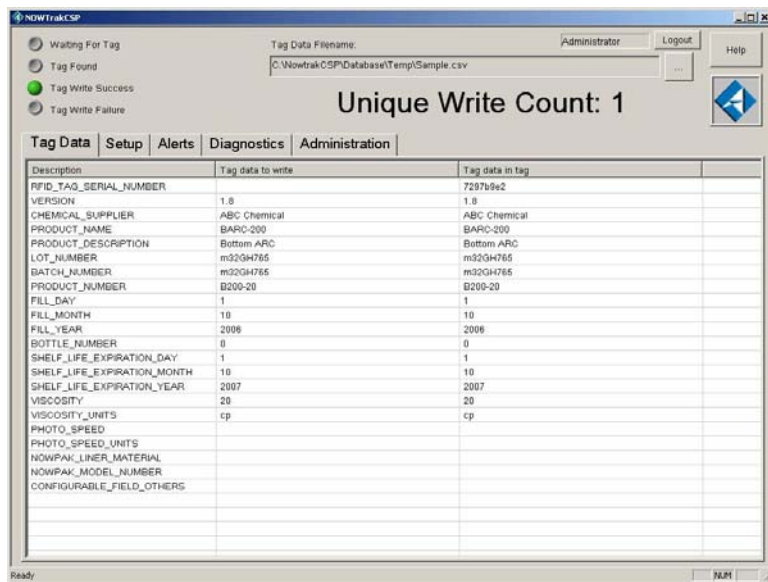 NOWTrakCSP
Waiting For Tag
Tag Data Filename:
Administrator
Logout
Help
Tag Found
C:\NowtrakCSP\Database\Temp\Sample.csv
...
Tag Write Success
Tag Write Failure
Unique Write Count: 1
Tag Data Setup Alerts Diagnostics Administration
Description Tag data to write Tag data in tag
RFID_TAG_SERIAL_NUMBER 7297b9e2
VERSION 1.8 1.8
CHEMICAL_SUPPLIER ABC Chemical ABC Chemical
PRODUCT_NAME BARC-200 BARC-200
PRODUCT_DESCRIPTION Bottom ARC Bottom ARC
LOT_NUMBER m32GH765 m32GH765
BATCH_NUMBER m32GH765 m32GH765
PRODUCT_NUMBER B200-20 B200-20
FILL_DAY 1 1
FILL_MONTH 10 10
FILL_YEAR 2006 2006
BOTTLE_NUMBER 0 0
SHELF_LIFE_EXPIRATION_DAY 1 1
SHELF_LIFE_EXPIRATION_MONTH 10 10
SHELF_LIFE_EXPIRATION_YEAR 2007 2007
VISCOSITY 20 20
VISCOSITY_UNITS cp cp
PHOTO_SPEED
PHOTO_SPEED_UNITS
NOWPAK_LINER_MATERIAL
NOWPAK_MODEL_NUMBER
CONFIGURABLE_FIELD_OTHERS
Ready NUM